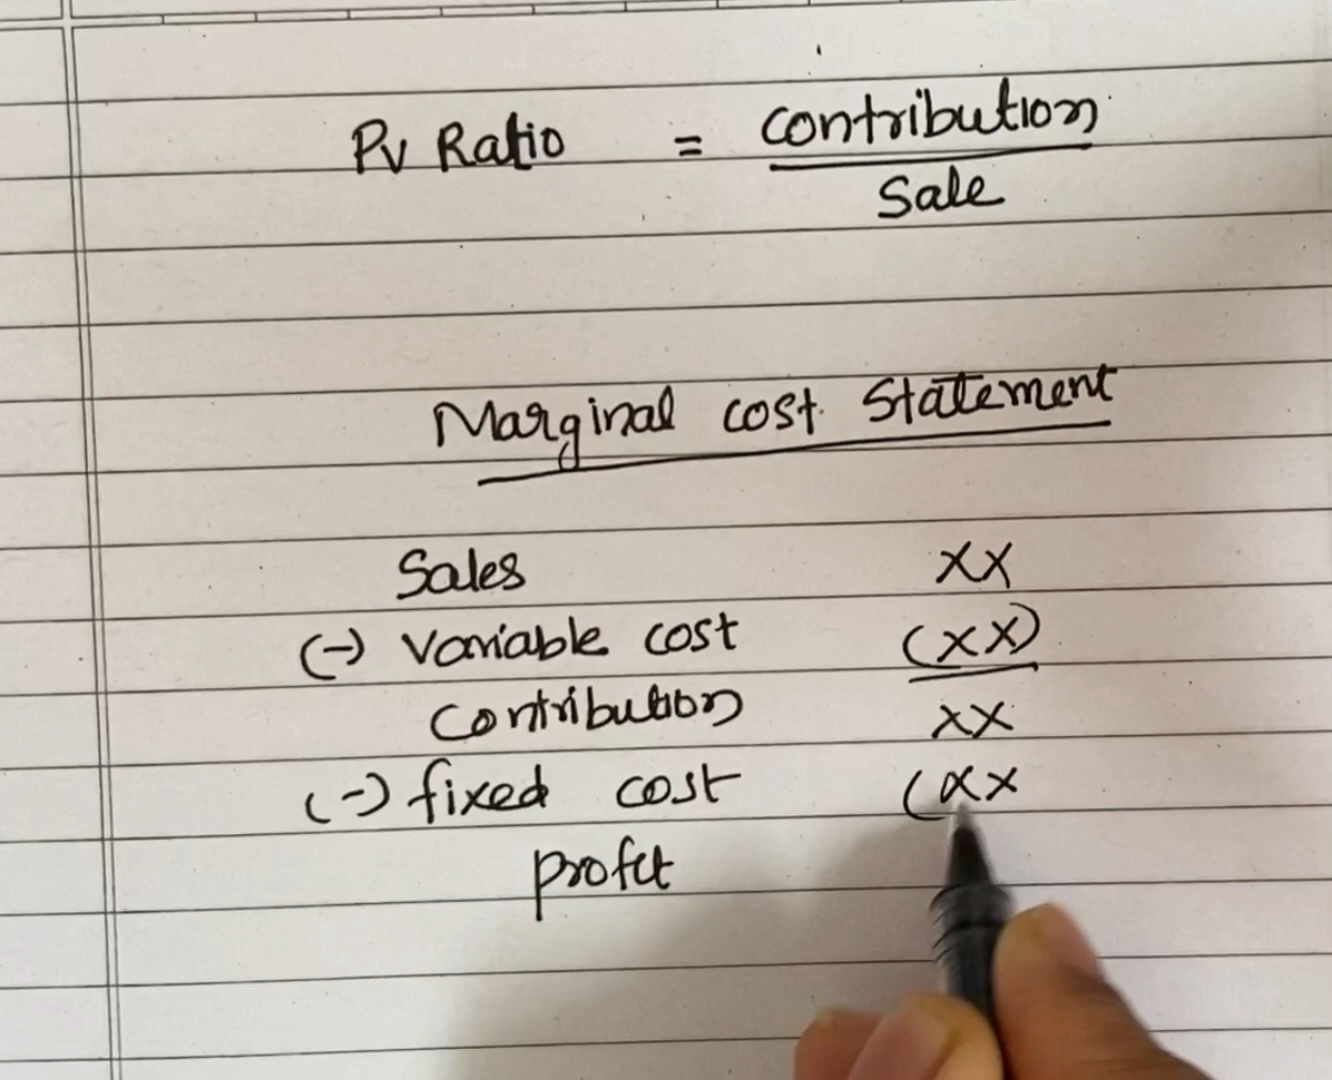 PV Ratio = Contribution
Sale
Marginal cost Statement
Sales XX
(-) Variable cost (XX)
Contribution XX
(-) fixed cost (XX
profit